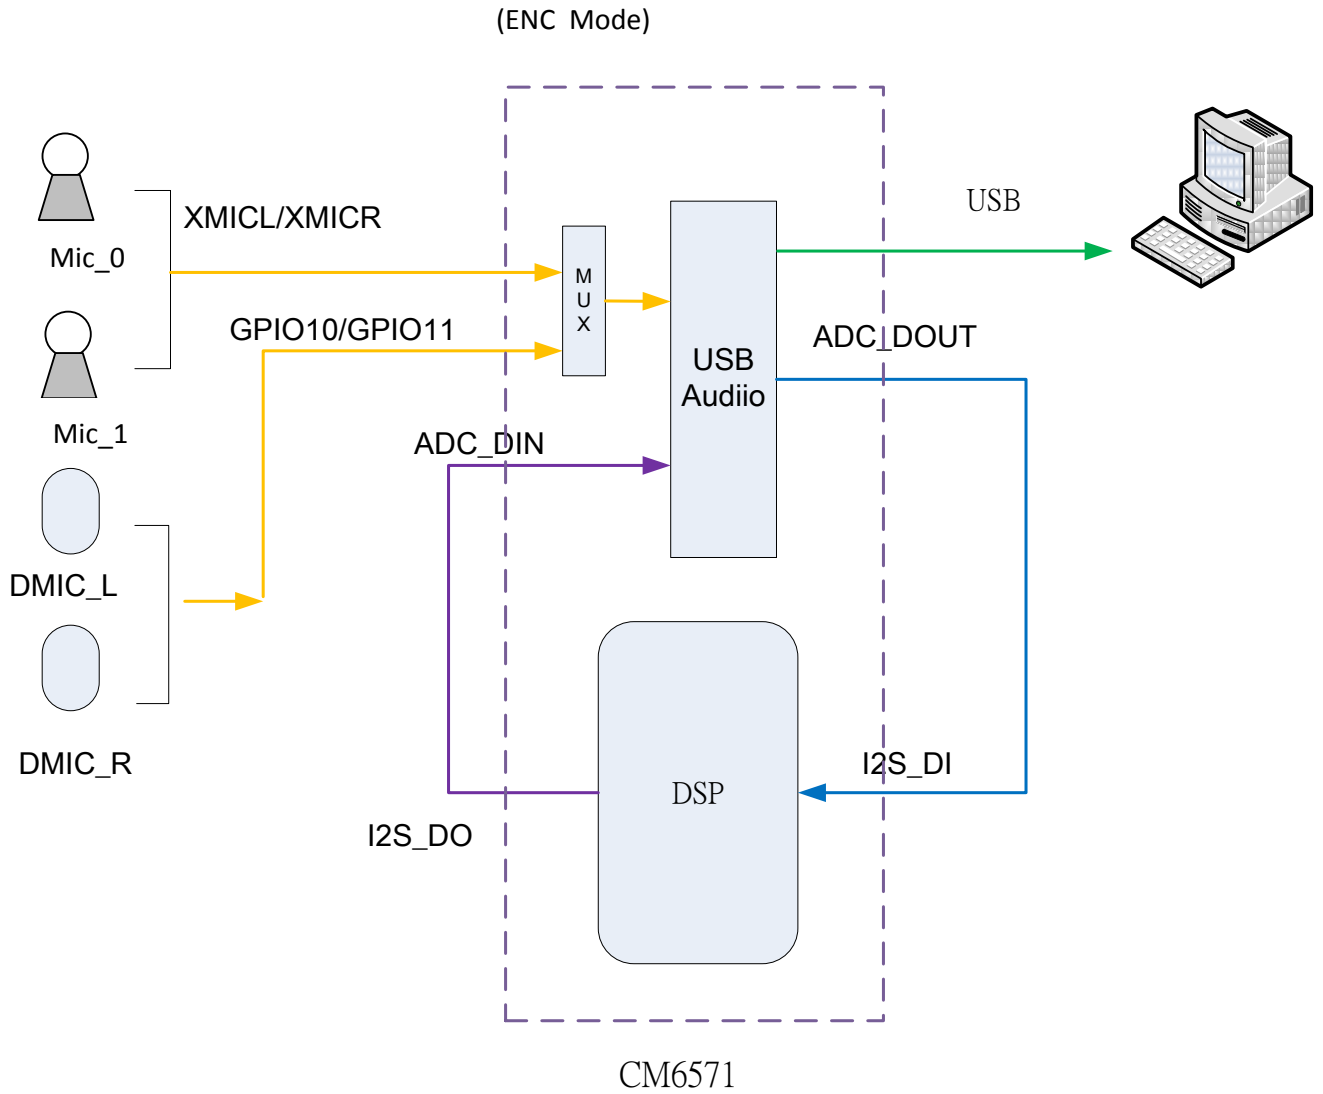 (ENC Mode)
XMICL/XMICR
USB
Mic_0
M
U
X
GPIO10/GPIO11
ADC_DOUT
USB
Audiio
Mic_1
ADC_DIN
DMIC_L
DMIC_R
I2S_DI
DSP
I2S_DO
CM6571